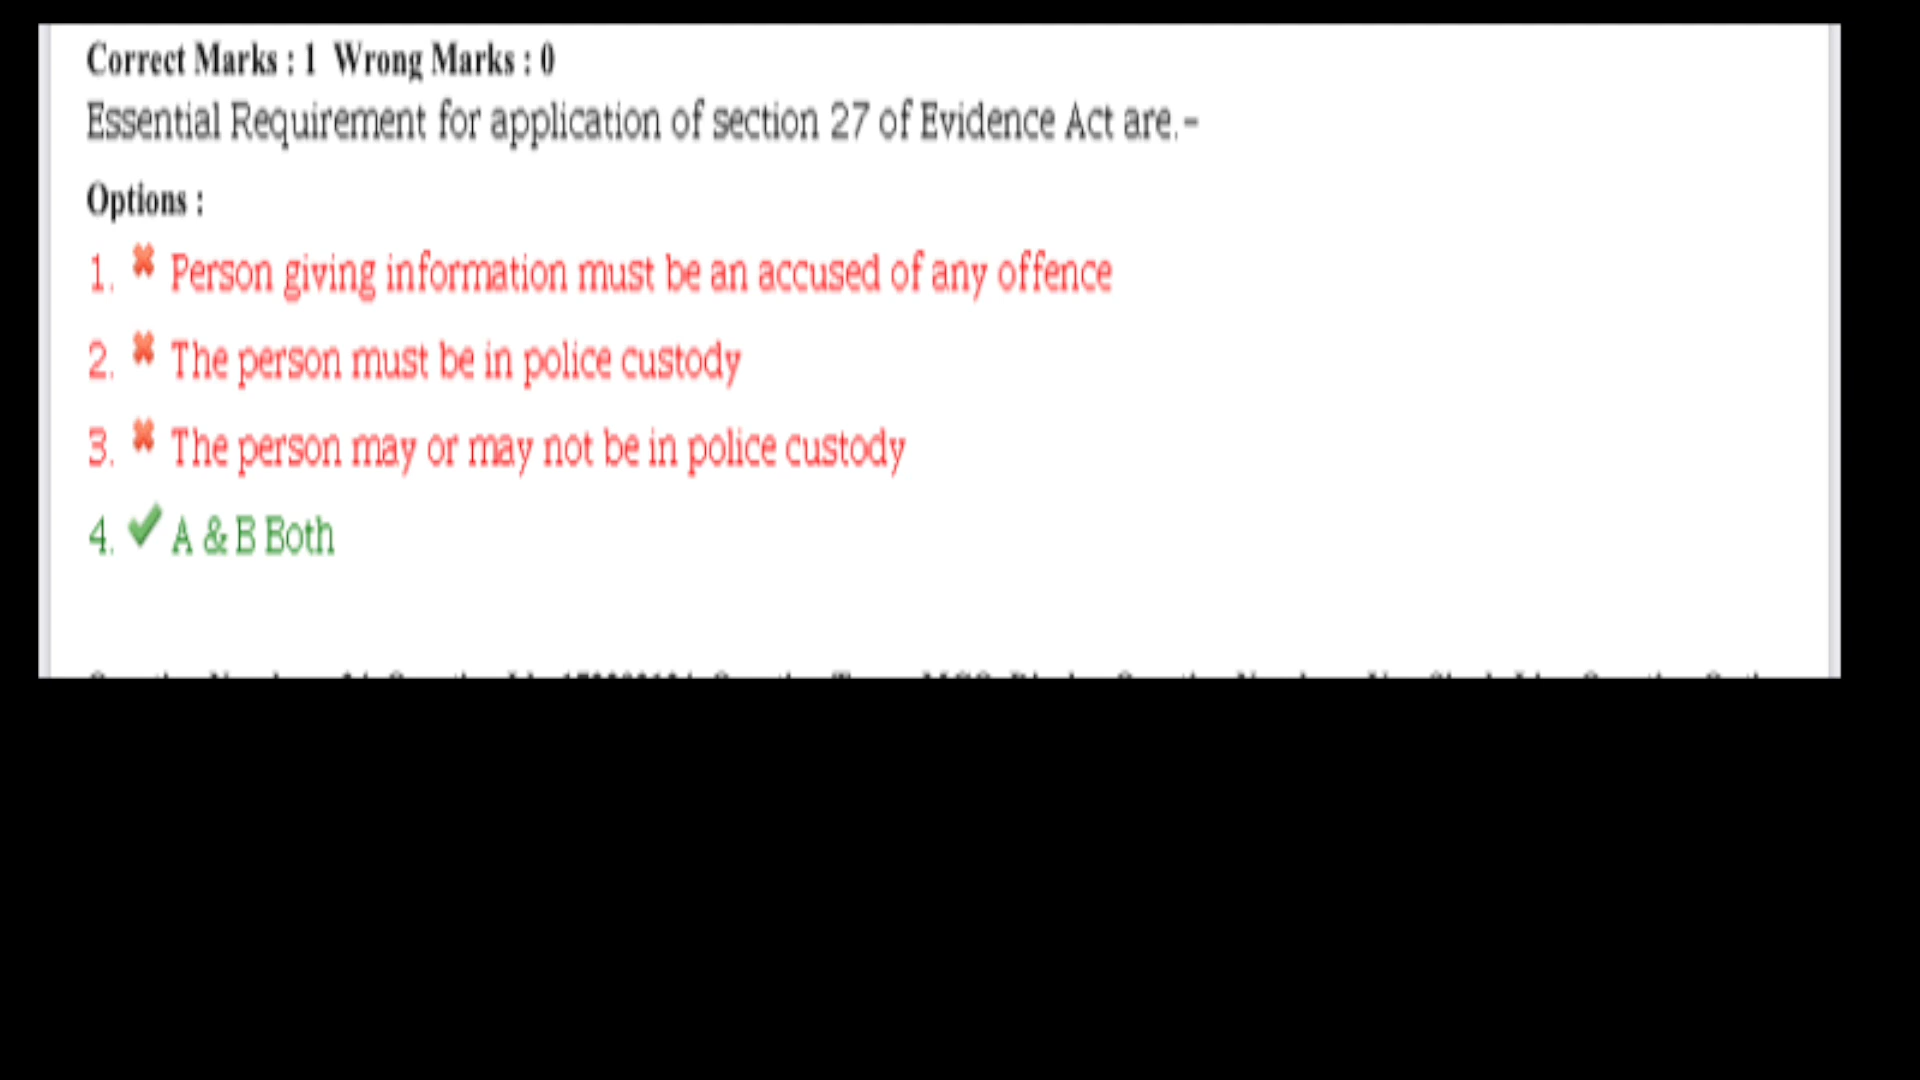 Correct Marks : 1 Wrong Marks : 0
Essential Requirement for application of section 27 of Evidence Act are.-
Options :
1. Person giving information must be an accused of any offence
2. The person must be in police custody
3. The person may or may not be in police custody
4. A & B Both